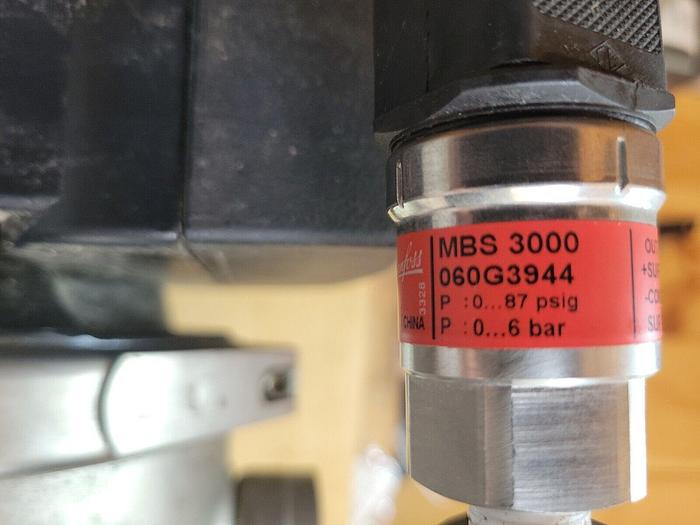 MBS 3000
060G3944
P : 0...87 psig
P : 0...6 bar
3328
CHINA